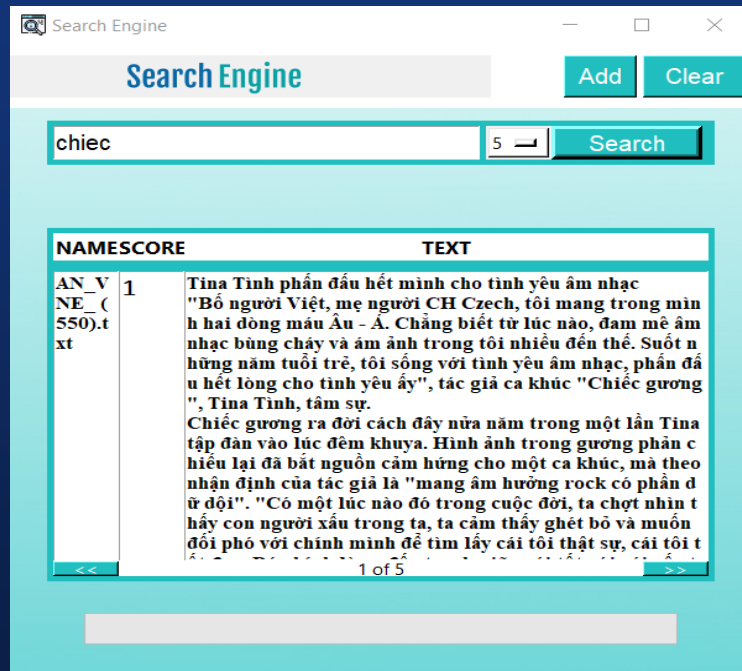 Search Engine
Search Engine
Add
Clear
chiec
5
Search
NAME SCORE TEXT
AN_V
NE_ (
550).t
xt
1
Tina Tình phấn đấu hết mình cho tình yêu âm nhạc
"Bố người Việt, mẹ người CH Czech, tôi mang trong mìn
h hai dòng máu Âu - Á. Chẳng biết từ lúc nào, đam mê âm
nhạc bùng cháy và ám ảnh trong tôi nhiều đến thế. Suốt n
hững năm tuổi trẻ, tôi sống với tình yêu âm nhạc, phấn đấ
u hết lòng cho tình yêu ấy", tác giả ca khúc "Chiếc gương
", Tina Tình, tâm sự.
Chiếc gương ra đời cách đây nửa năm trong một lần Tina
tập đàn vào lúc đêm khuya. Hình ảnh trong gương phản c
hiếu lại đã bắt nguồn cảm hứng cho một ca khúc, mà theo
nhận định của tác giả là "mang âm hưởng rock có phần d
ữ dội". "Có một lúc nào đó trong cuộc đời, ta chợt nhìn t
hấy con người xấu trong ta, ta cảm thấy ghét bỏ và muốn
đối phó với chính mình để tìm lấy cái tôi thật sự, cái tôi t
<<
1 of 5
>>